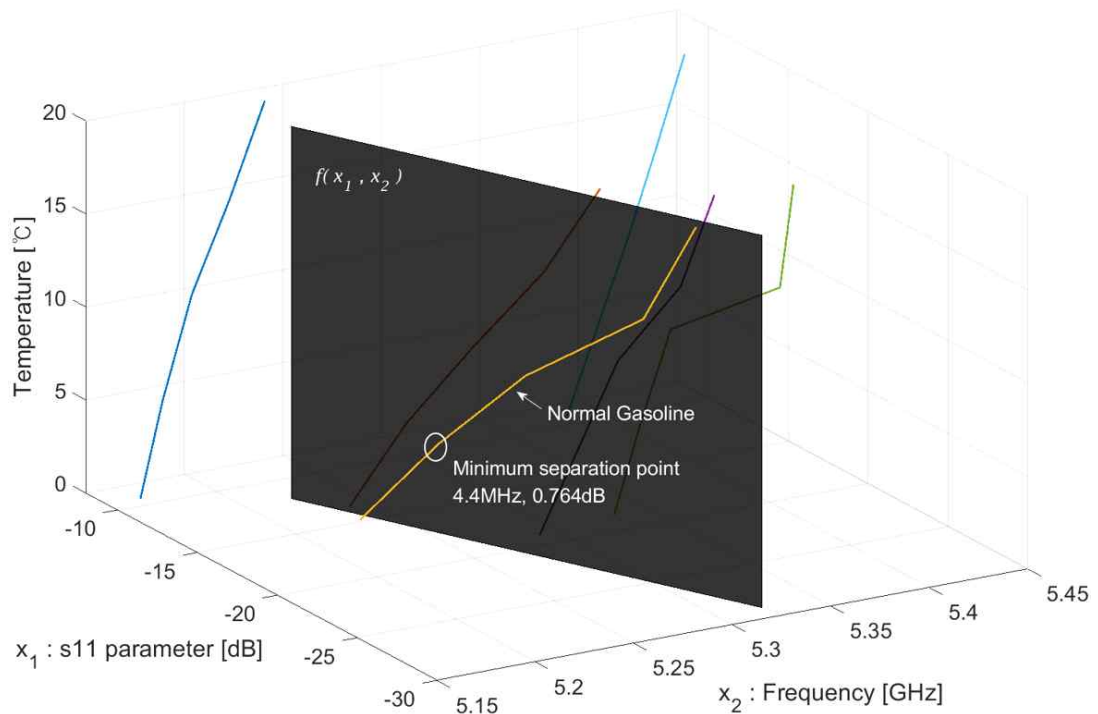 20
15
10
5
0
Temperature [℃]
f( x₁ , x₂ )
Normal Gasoline
Minimum separation point
4.4MHz, 0.764dB
-10
-15
-20
-25
-30
x₁ : s11 parameter [dB]
5.15
5.2
5.25
5.3
5.35
5.4
5.45
x₂ : Frequency [GHz]